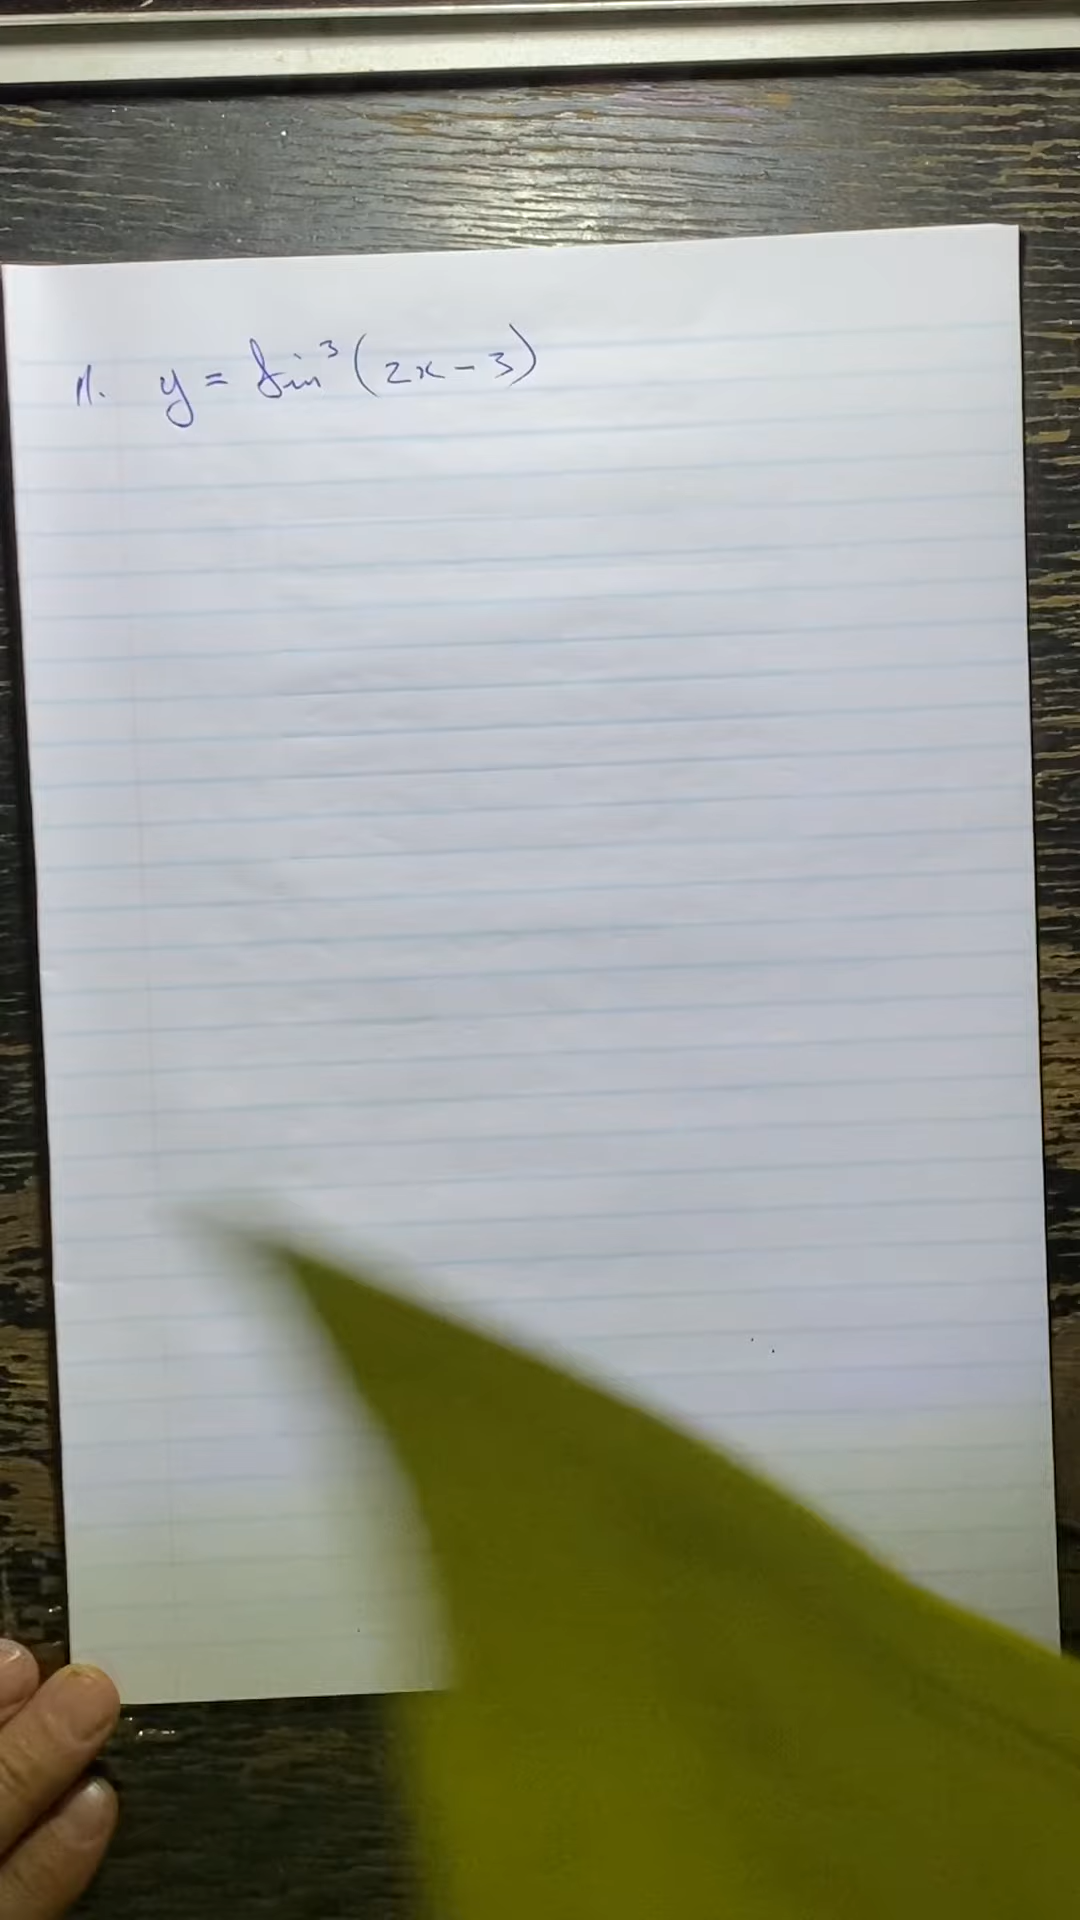 11. y = sin³(2x-3)